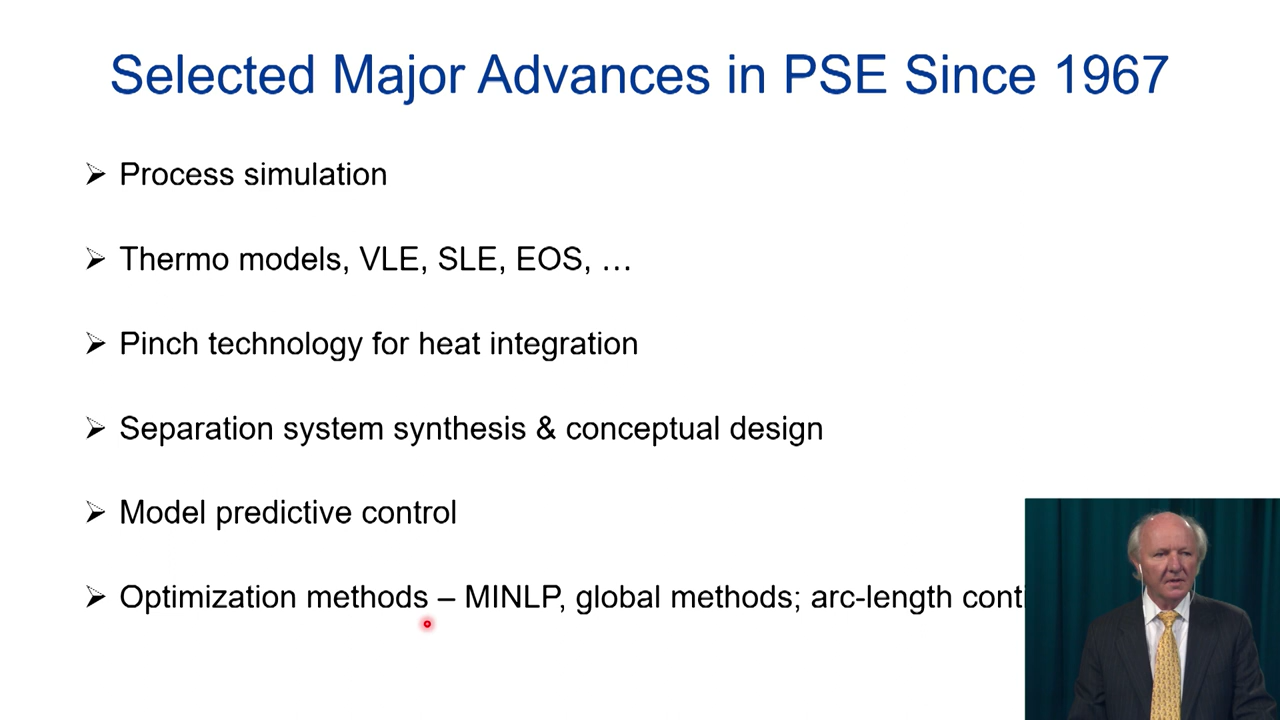 Selected Major Advances in PSE Since 1967
➢ Process simulation
➢ Thermo models, VLE, SLE, EOS, …
➢ Pinch technology for heat integration
➢ Separation system synthesis & conceptual design
➢ Model predictive control
➢ Optimization methods – MINLP, global methods; arc-length conti